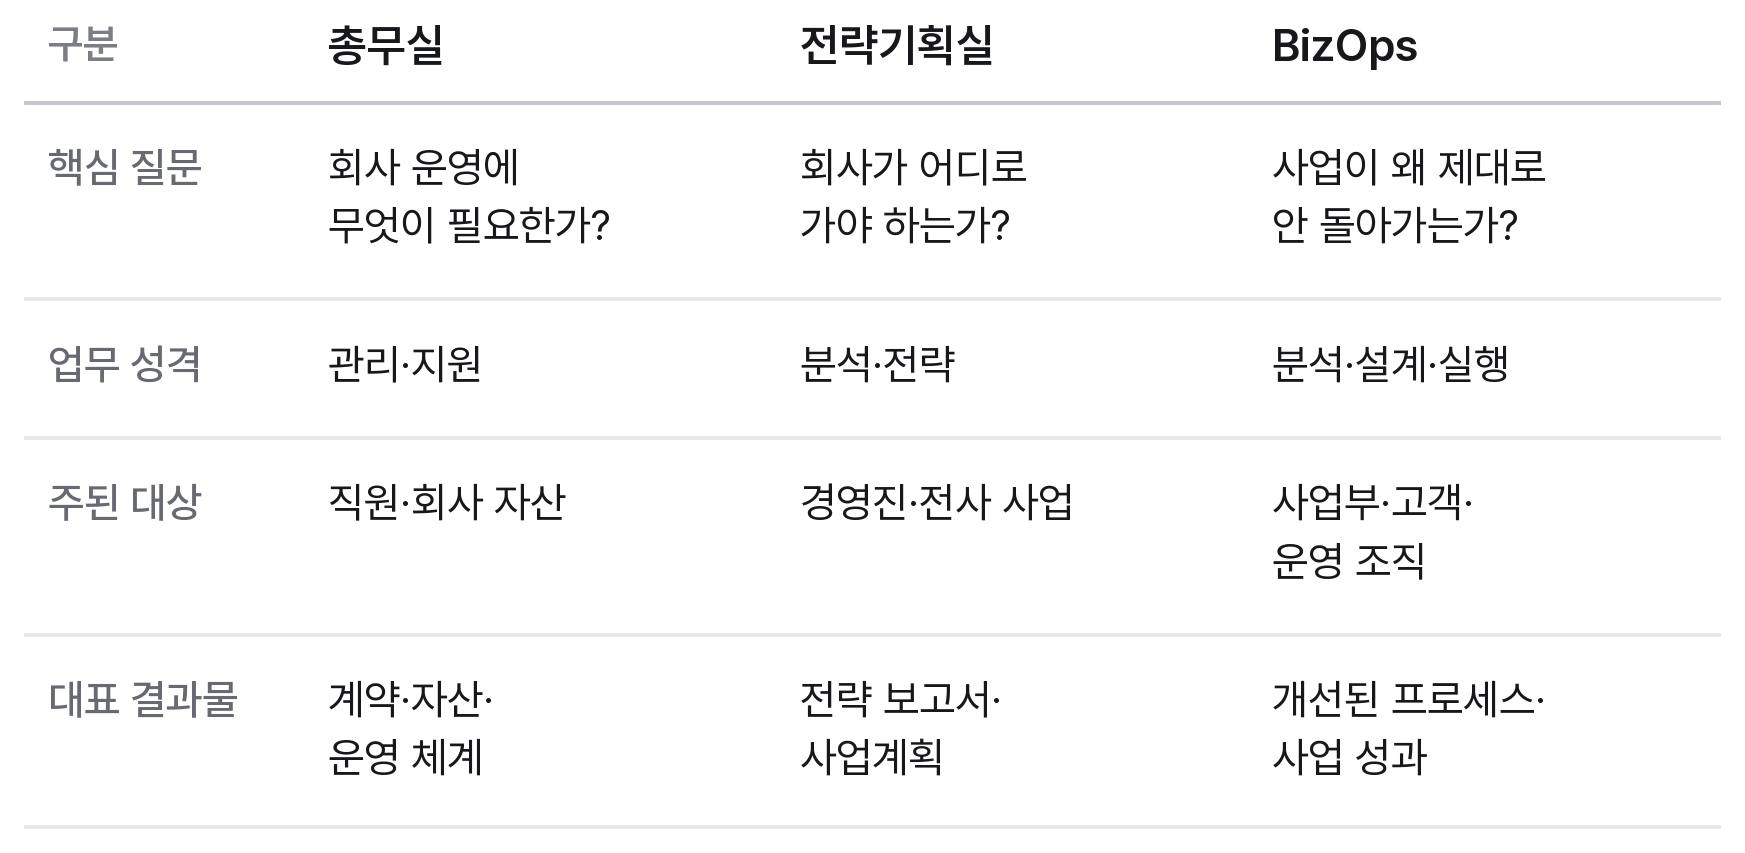 구분 총무실 전략기획실 BizOps
핵심 질문 회사 운영에 회사가 어디로 사업이 왜 제대로
무엇이 필요한가? 가야 하는가? 안 돌아가는가?
업무 성격 관리·지원 분석·전략 분석·설계·실행
주된 대상 직원·회사 자산 경영진·전사 사업 사업부·고객·
운영 조직
대표 결과물 계약·자산· 전략 보고서· 개선된 프로세스·
운영 체계 사업계획 사업 성과